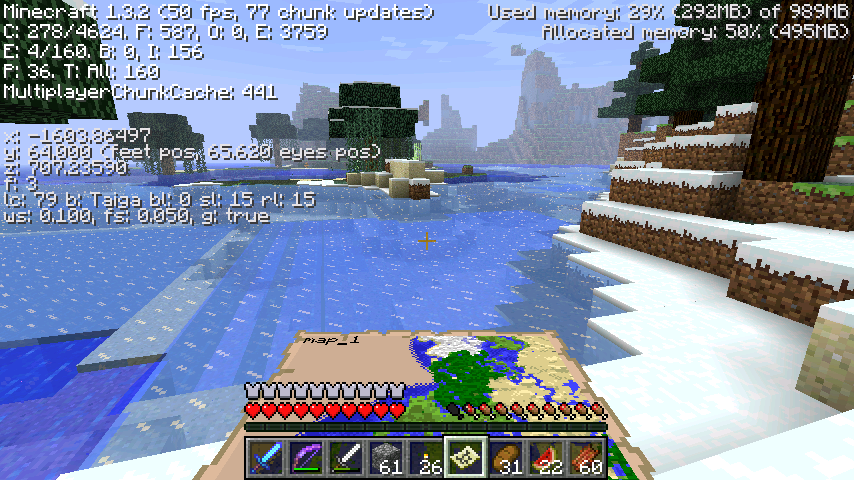 Minecraft 1.3.2 (50 fps, 77 chunk updates)
C: 278/4624, F: 587, O: 0, E: 3759
E: 4/160. B: 0, I: 156
P: 36. T: All: 160
MultiplayerChunkCache: 441
Used memory: 29% (292MB) of 989MB
Allocated memory: 50% (495MB)
x: -1603.86497
y: 64.000 (feet pos, 65.620 eyes pos)
z: 707.23590
f: 3
lc: 79 b: Taiga bl: 0 sl: 15 rl: 15
ws: 0.100, fs: 0.050, g: true
map_1
61 26 31 22 60